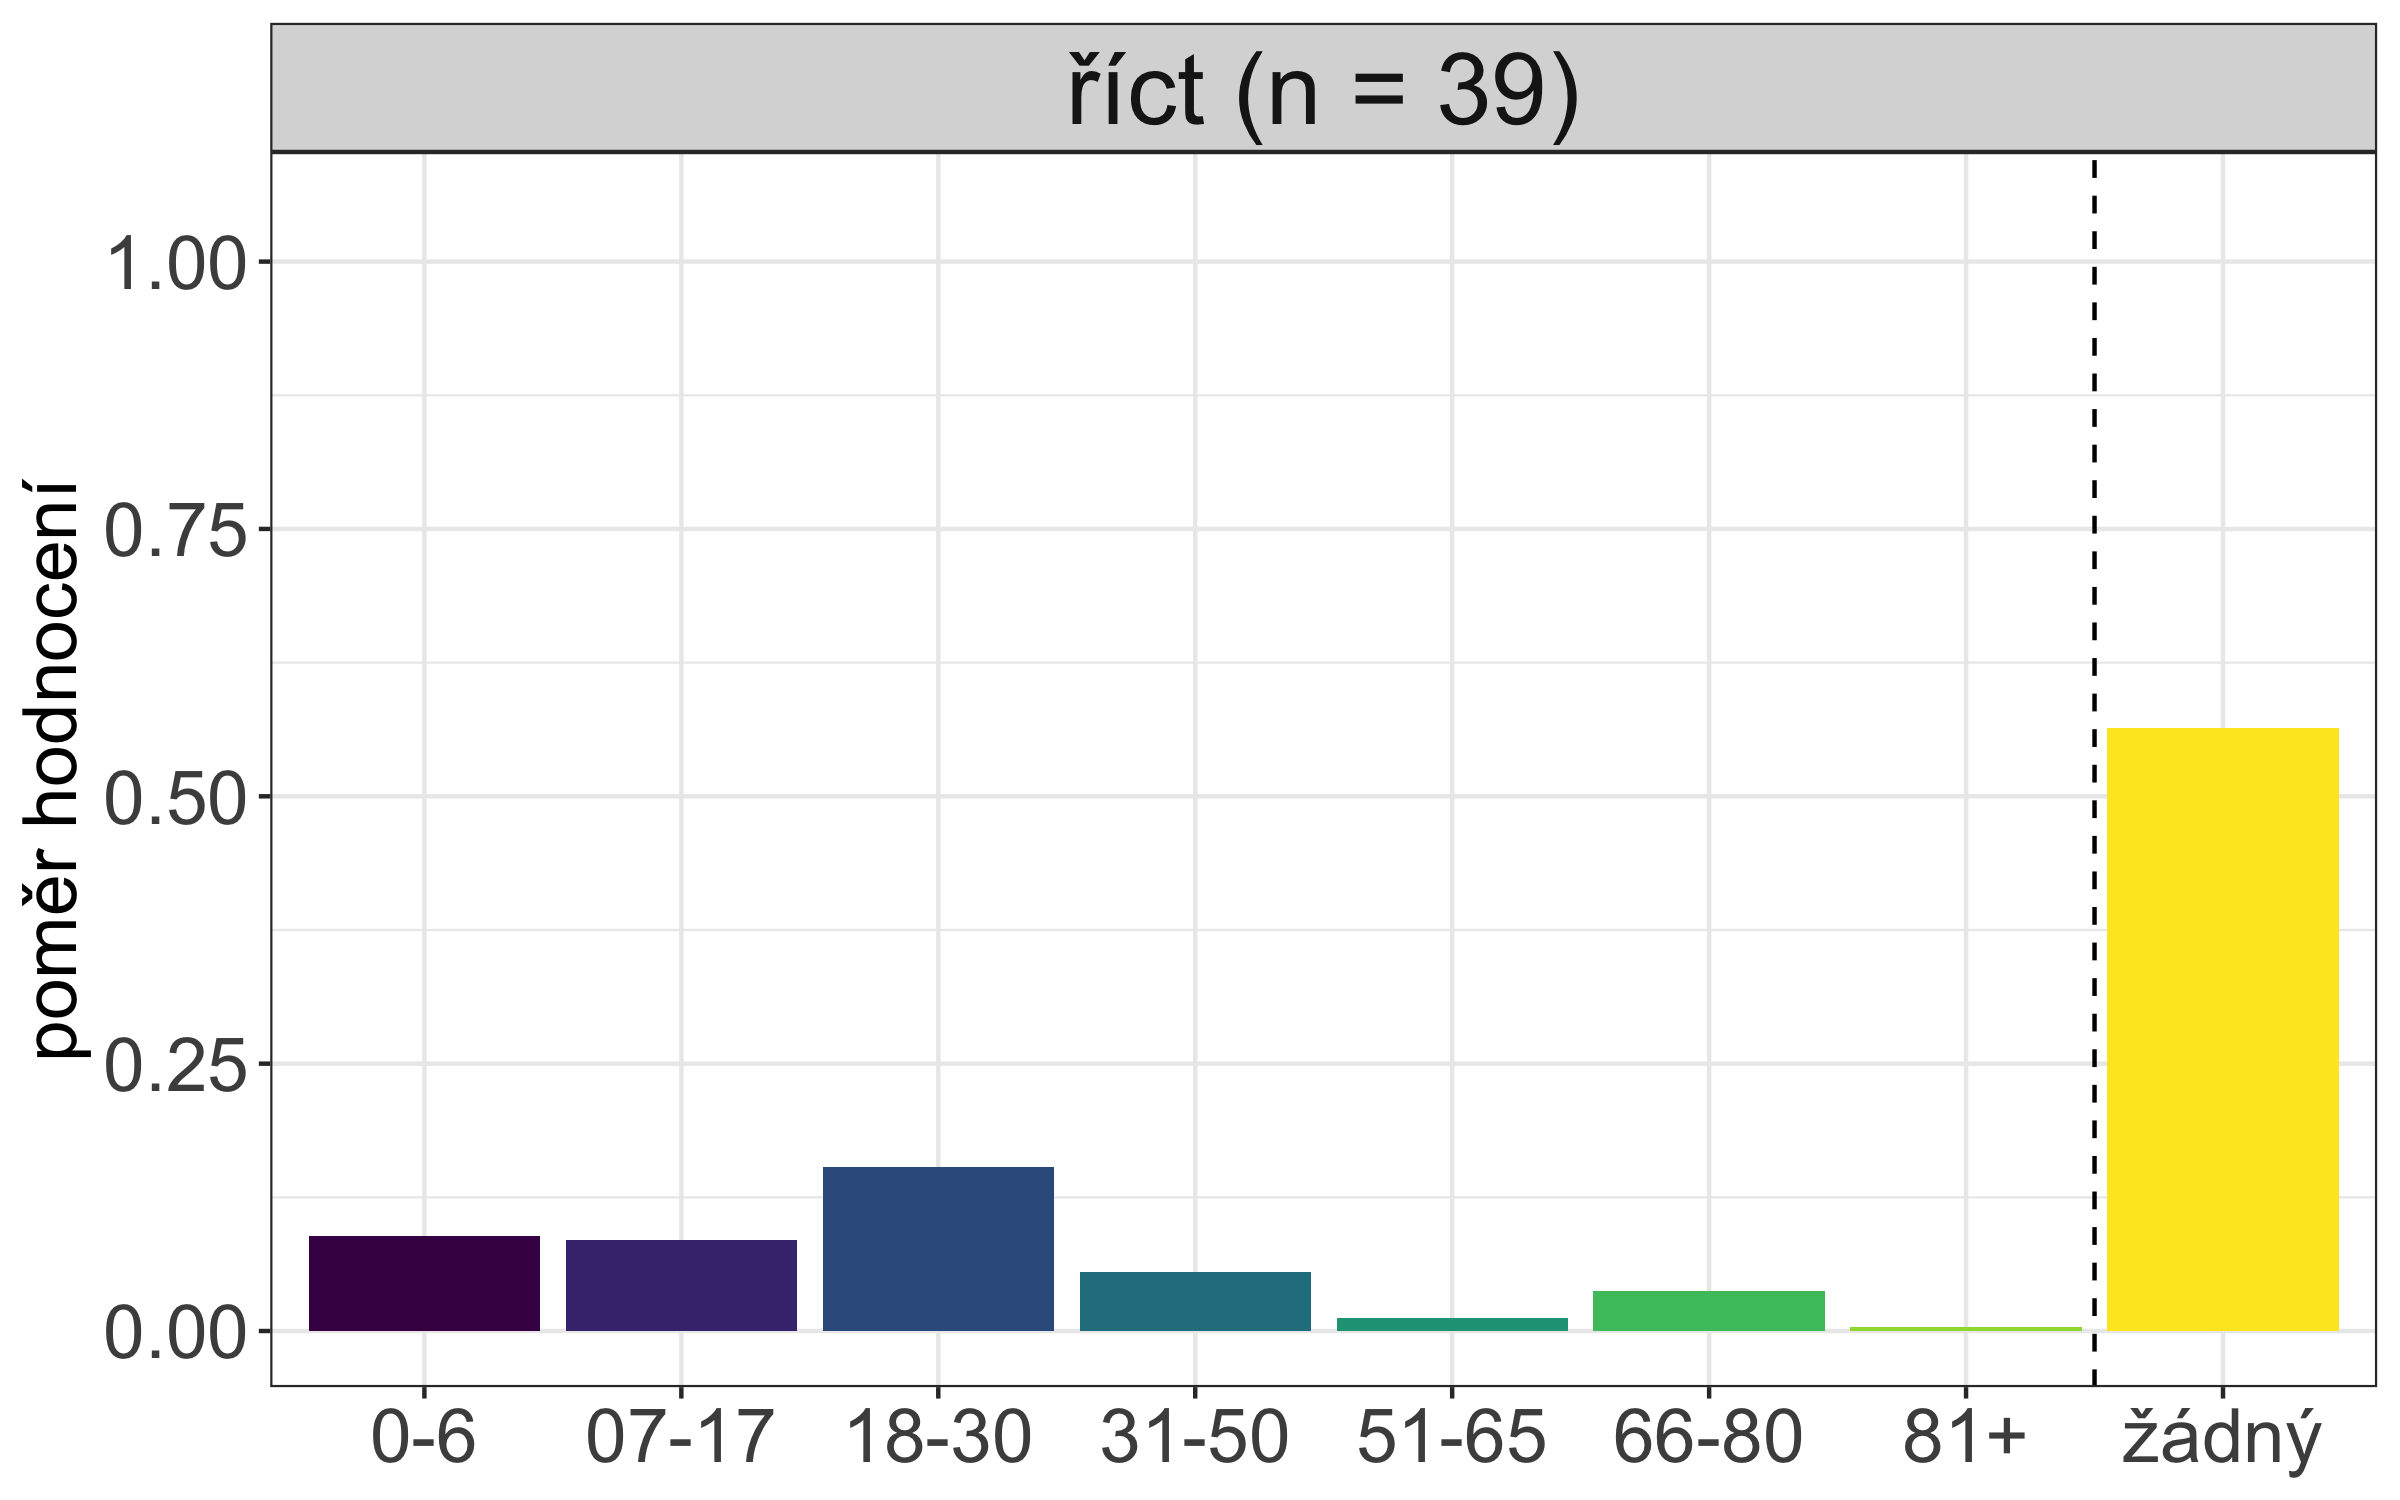 říct (n = 39)
poměr hodnocení
1.00
0.75
0.50
0.25
0.00
0-6 07-17 18-30 31-50 51-65 66-80 81+ žádný